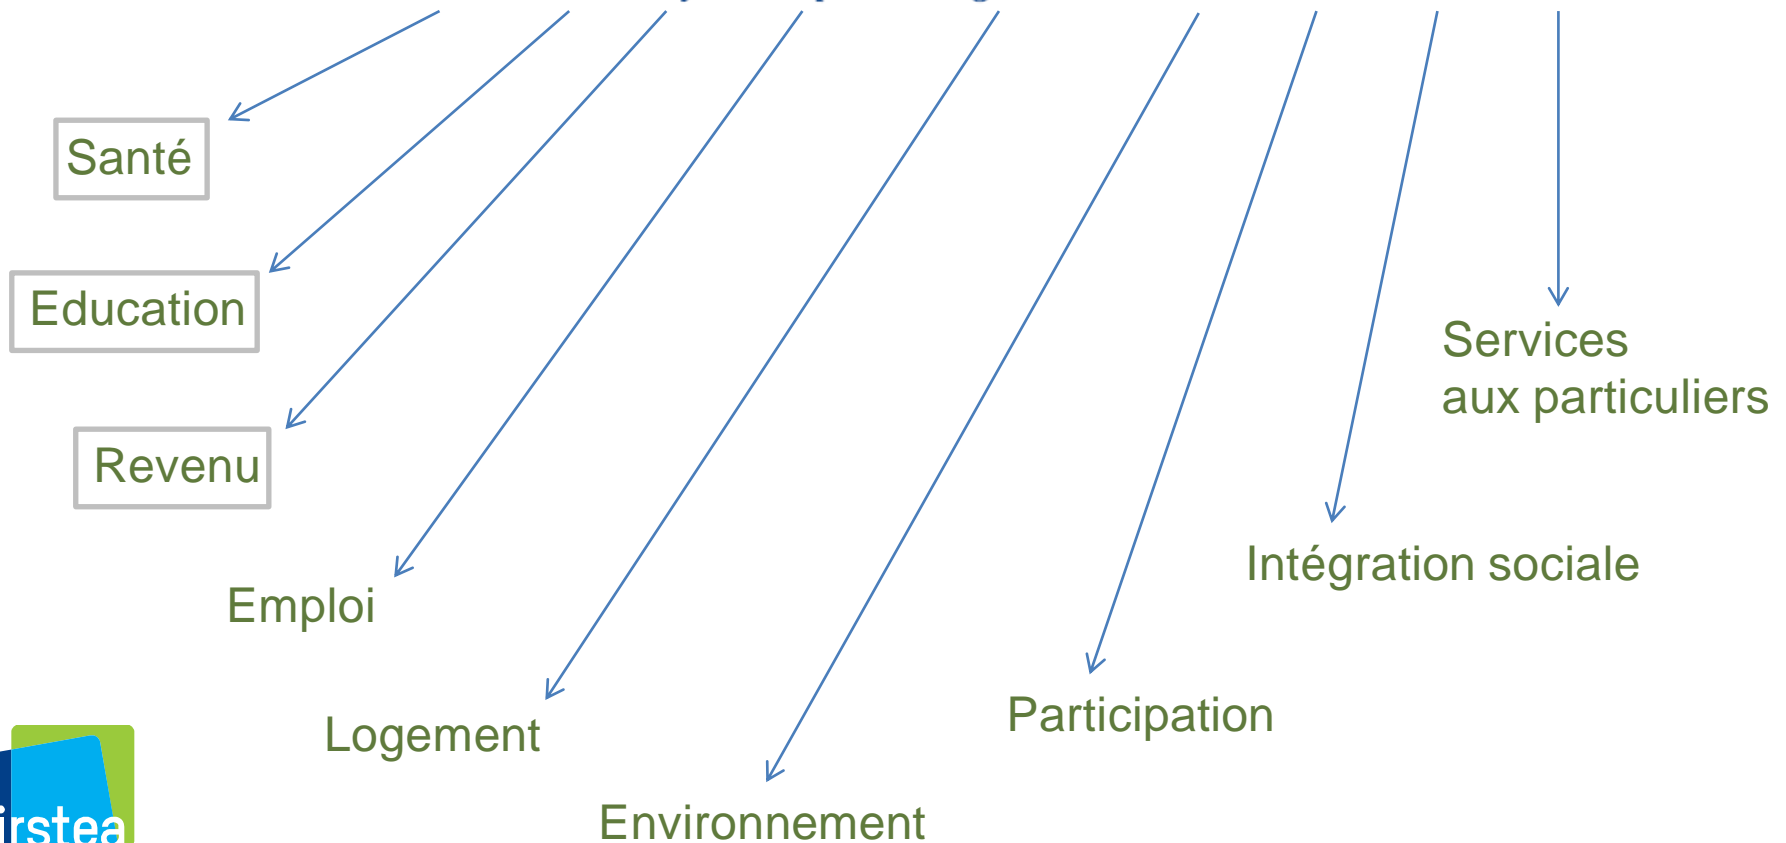 Santé
Education
Revenu
Emploi
Logement
Environnement
Participation
Intégration sociale
Services
aux particuliers
irstea